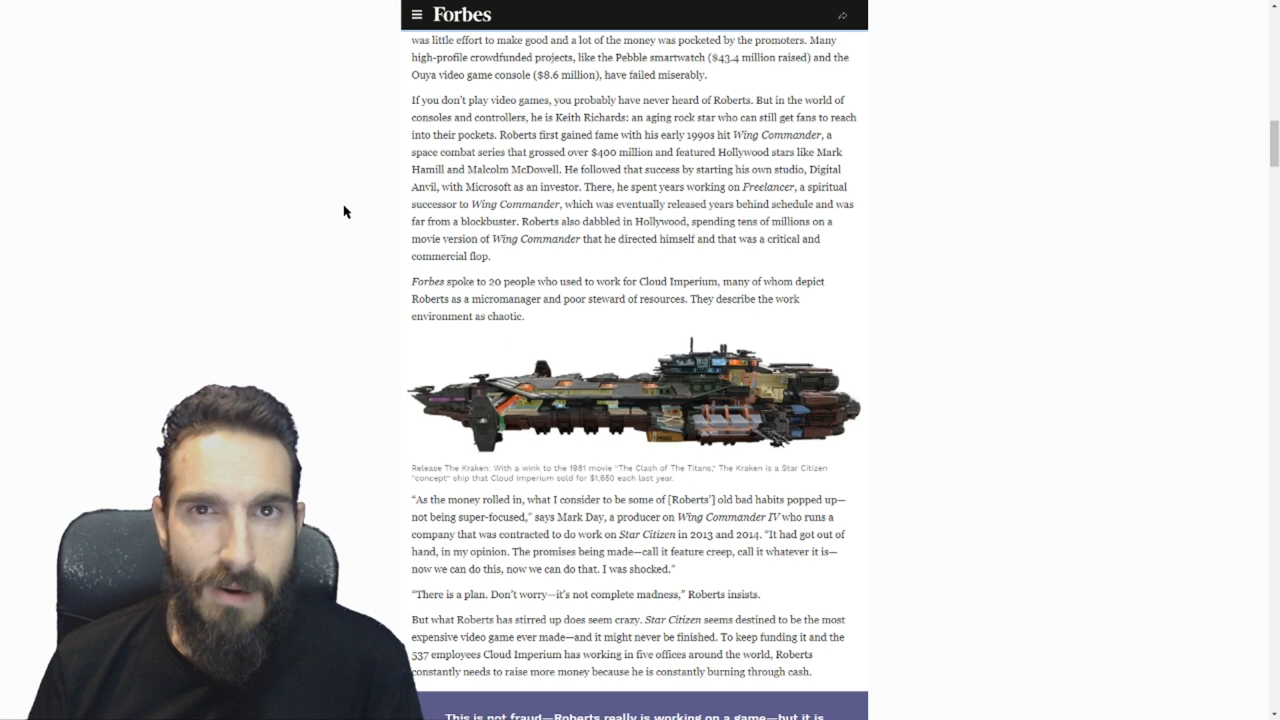 Forbes
was little effort to make good and a lot of the money was pocketed by the promoters. Many
high-profile crowdfunded projects, like the Pebble smartwatch ($43.4 million raised) and the
Ouya video game console ($8.6 million), have failed miserably.
If you don't play video games, you probably have never heard of Roberts. But in the world of
consoles and controllers, he is Keith Richards: an aging rock star who can still get fans to reach
into their pockets. Roberts first gained fame with his early 1990s hit Wing Commander, a
space combat series that grossed over $400 million and featured Hollywood stars like Mark
Hamill and Malcolm McDowell. He followed that success by starting his own studio, Digital
Anvil, with Microsoft as an investor. There, he spent years working on Freelancer, a spiritual
successor to Wing Commander, which was eventually released years behind schedule and was
far from a blockbuster. Roberts also dabbled in Hollywood, spending tens of millions on a
movie version of Wing Commander that he directed himself and that was a critical and
commercial flop.
Forbes spoke to 20 people who used to work for Cloud Imperium, many of whom depict
Roberts as a micromanager and poor steward of resources. They describe the work
environment as chaotic.
Release The Kraken: With a wink to the 1981 movie "The Clash of The Titans," The Kraken is a Star Citizen
"concept" ship that Cloud Imperium sold for $1,650 each last year.
“As the money rolled in, what I consider to be some of [Roberts’] old bad habits popped up—
not being super-focused,” says Mark Day, a producer on Wing Commander IV who runs a
company that was contracted to do work on Star Citizen in 2013 and 2014. “It had got out of
hand, in my opinion. The promises being made—call it feature creep, call it whatever it is—
now we can do this, now we can do that. I was shocked.”
“There is a plan. Don’t worry—it’s not complete madness,” Roberts insists.
But what Roberts has stirred up does seem crazy. Star Citizen seems destined to be the most
expensive video game ever made—and it might never be finished. To keep funding it and the
537 employees Cloud Imperium has working in five offices around the world, Roberts
constantly needs to raise more money because he is constantly burning through cash.
This is not fraud—Roberts really is working on a game—but it is